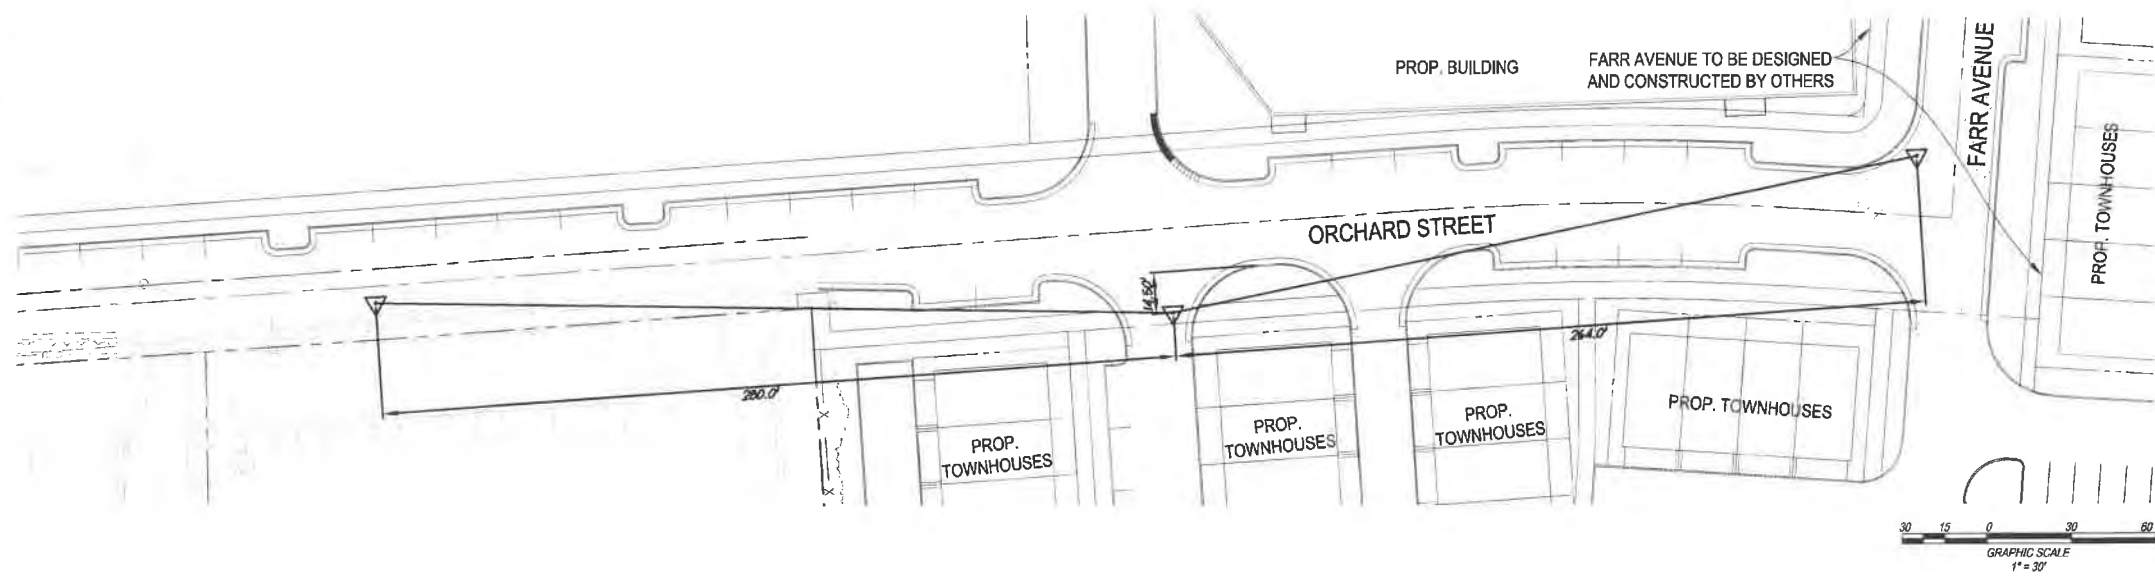 PROP. BUILDING
FARR AVENUE TO BE DESIGNED
AND CONSTRUCTED BY OTHERS
FARR AVENUE
PROP. TOWNHOUSES
ORCHARD STREET
14.50'
280.0'
264.0'
PROP.
TOWNHOUSES
PROP.
TOWNHOUSES
PROP.
TOWNHOUSES
PROP. TOWNHOUSES
X
X
30 15 0 30 60
GRAPHIC SCALE
1" = 30'